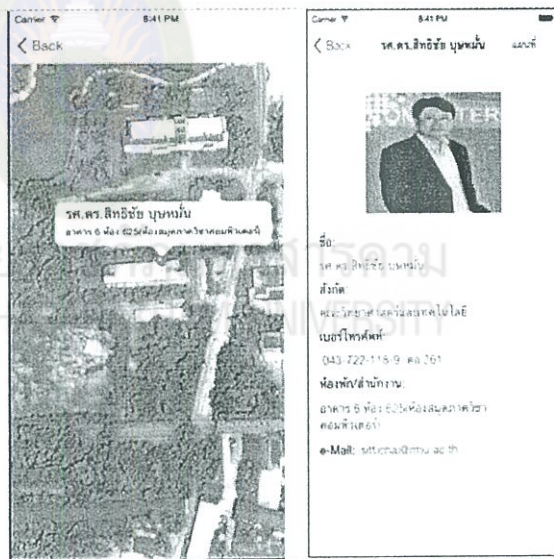 Carrier
8:41 PM
Back
รศ.ดร.สิทธิชัย บุษหมั่น
อาคาร 6 ห้อง 625(ห้องสมุดภาควิชาคอมพิวเตอร์)
Carrier
8:41 PM
Back
รศ.ดร.สิทธิชัย บุษหมั่น
แผนที่
ชื่อ:
รศ.ดร.สิทธิชัย บุษหมั่น
สังกัด:
คณะวิทยาศาสตร์และเทคโนโลยี
เบอร์โทรศัพท์:
043-722-118-9 ต่อ 261
ห้องพัก/สำนักงาน:
อาคาร 6 ห้อง 625(ห้องสมุดภาควิชา
คอมพิวเตอร์)
e-Mail: sittichai@rmu.ac.th